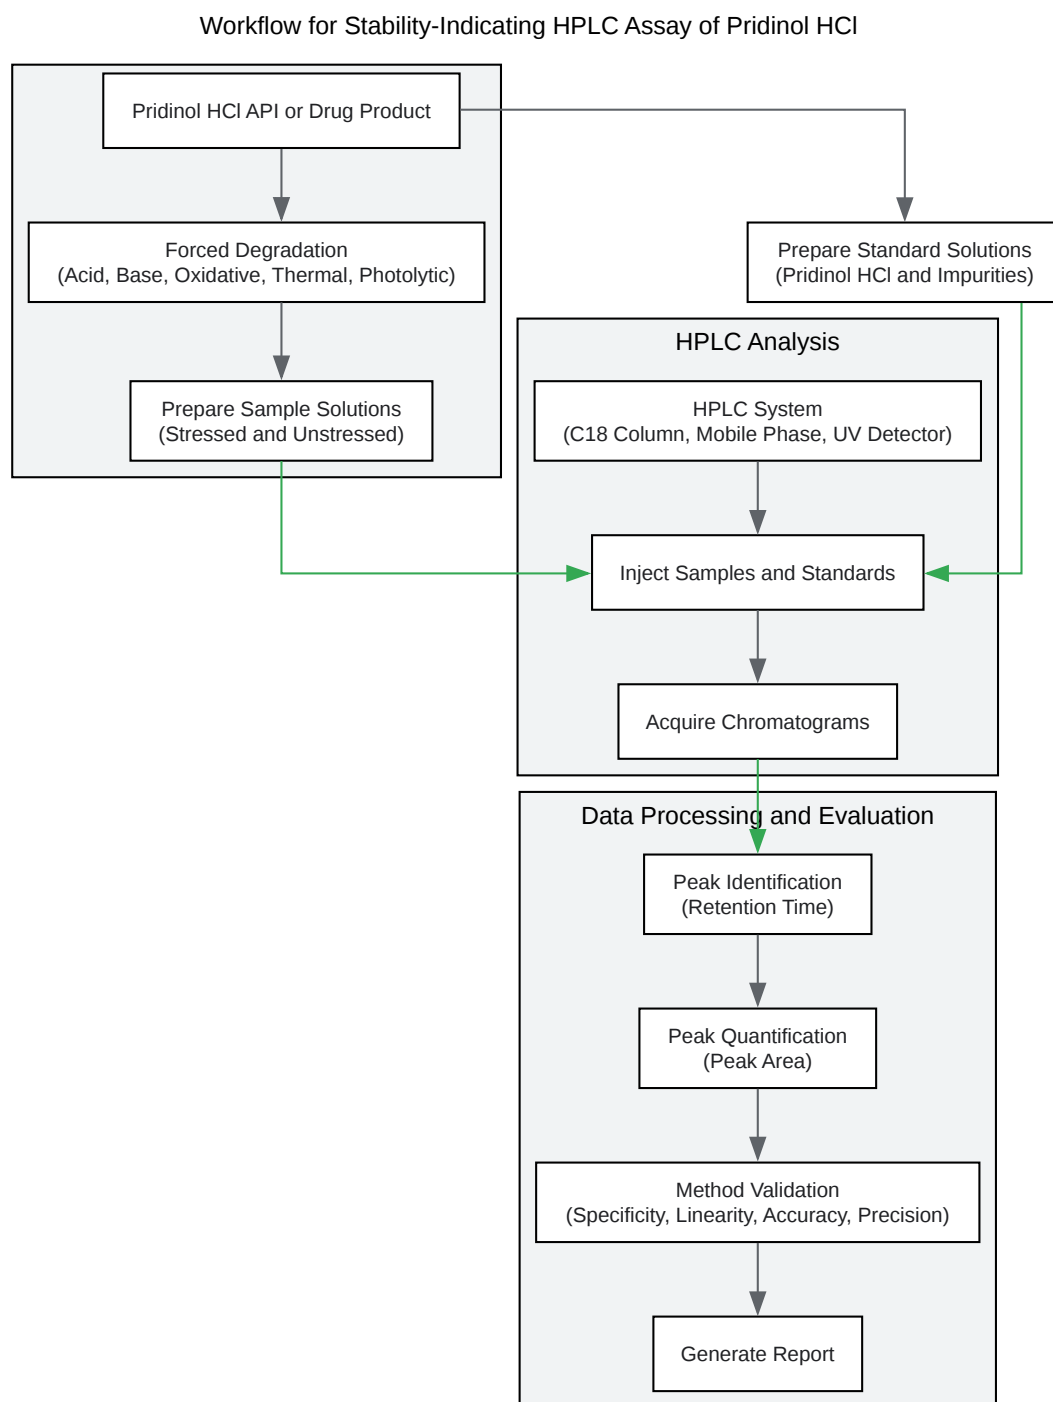 Workflow for Stability-Indicating HPLC Assay of Pridinol HCl
Pridinol HCl API or Drug Product
Forced Degradation
(Acid, Base, Oxidative, Thermal, Photolytic)
Prepare Standard Solutions
(Pridinol HCl and Impurities)
Prepare Sample Solutions
(Stressed and Unstressed)
HPLC Analysis
HPLC System
(C18 Column, Mobile Phase, UV Detector)
Inject Samples and Standards
Acquire Chromatograms
Data Processing and Evaluation
Peak Identification
(Retention Time)
Peak Quantification
(Peak Area)
Method Validation
(Specificity, Linearity, Accuracy, Precision)
Generate Report